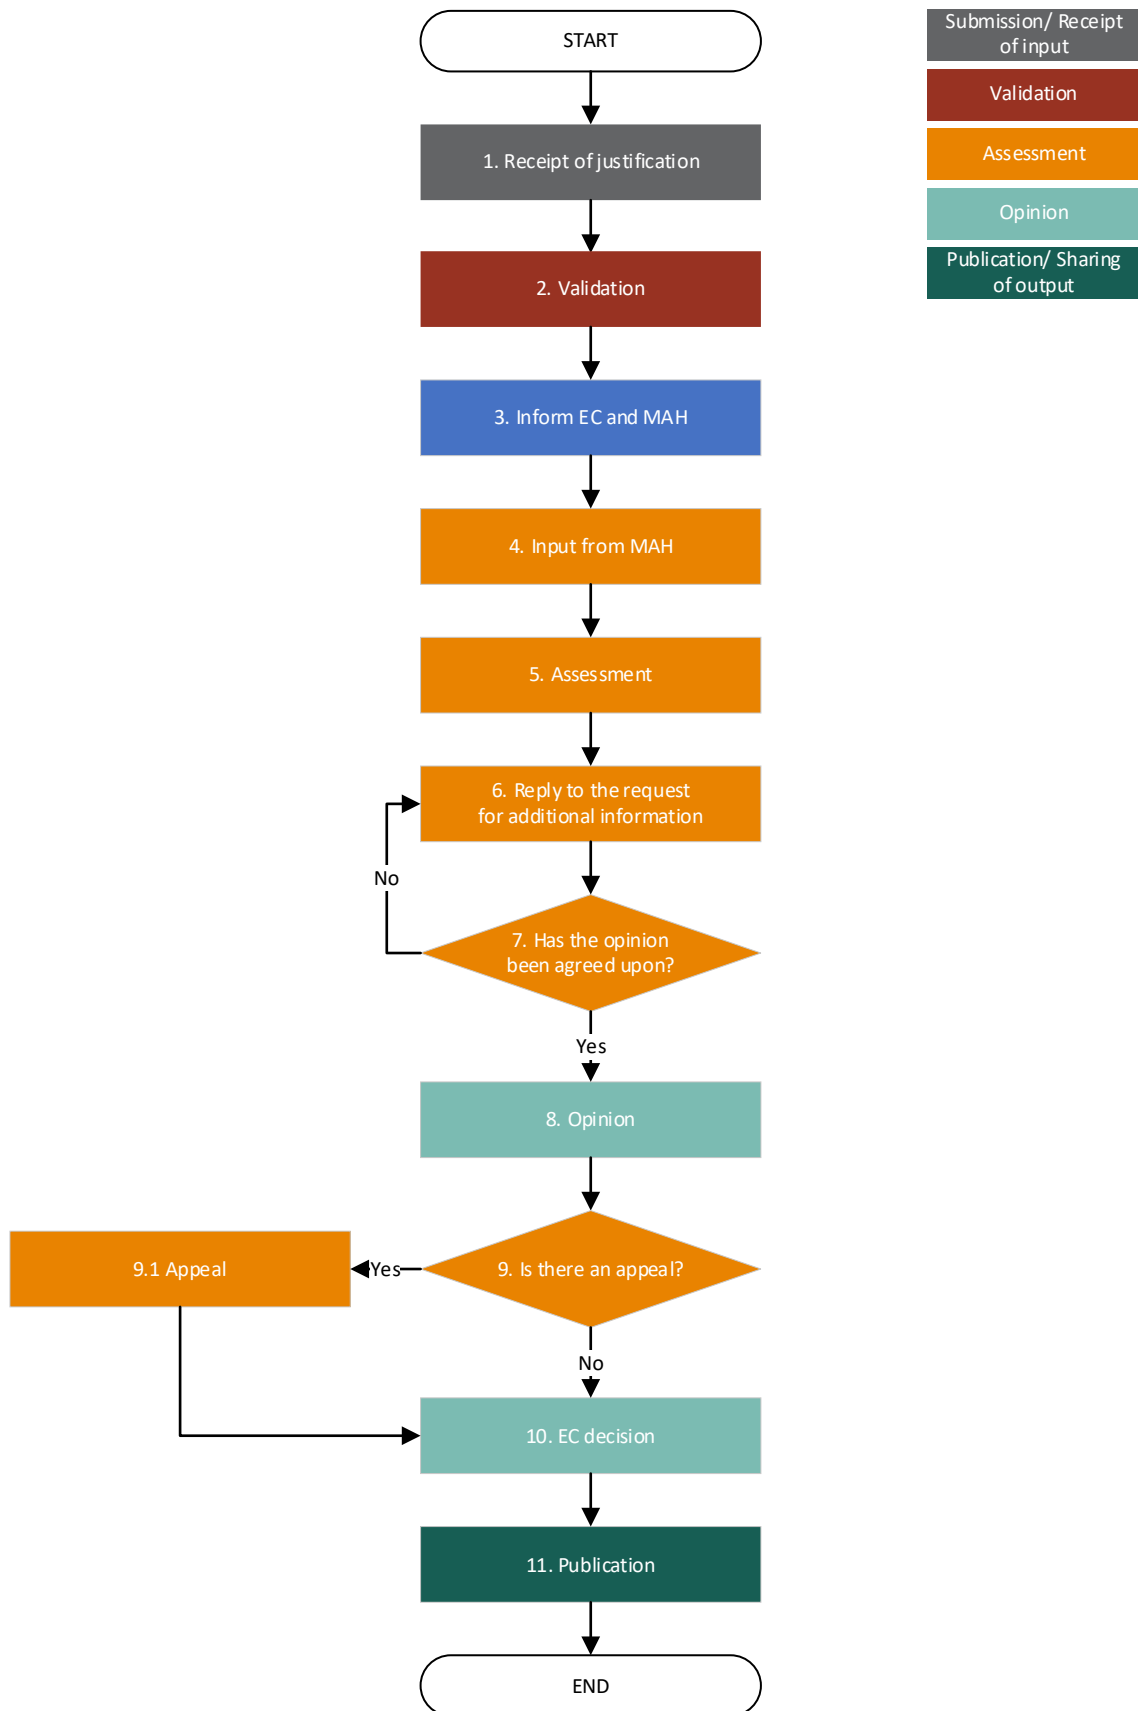 START
Submission/ Receipt
of input
Validation
Assessment
Opinion
Publication/ Sharing
of output
1. Receipt of justification
2. Validation
3. Inform EC and MAH
4. Input from MAH
5. Assessment
6. Reply to the request
for additional information
No
7. Has the opinion
been agreed upon?
Yes
8. Opinion
9. Is there an appeal?
Yes
9.1 Appeal
No
10. EC decision
11. Publication
END